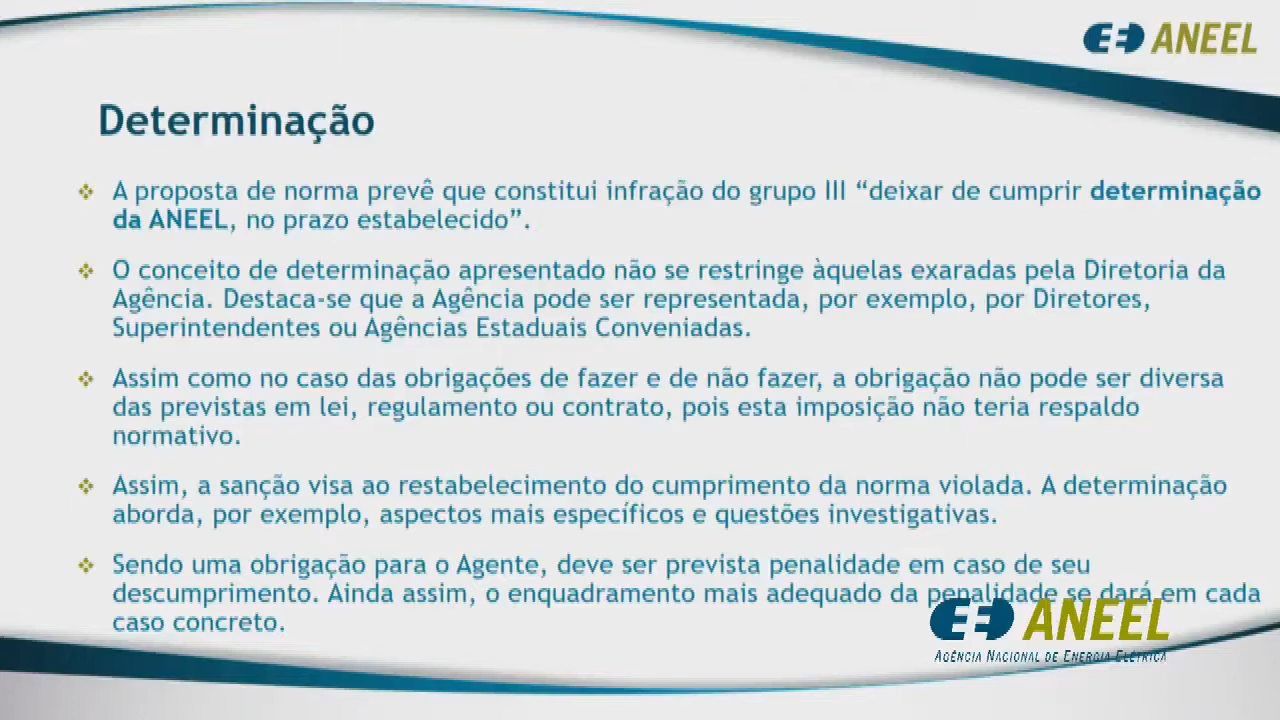 ANEEL
Determinação
A proposta de norma prevê que constitui infração do grupo III “deixar de cumprir determinação
da ANEEL, no prazo estabelecido”.
O conceito de determinação apresentado não se restringe àquelas exaradas pela Diretoria da
Agência. Destaca-se que a Agência pode ser representada, por exemplo, por Diretores,
Superintendentes ou Agências Estaduais Conveniadas.
Assim como no caso das obrigações de fazer e de não fazer, a obrigação não pode ser diversa
das previstas em lei, regulamento ou contrato, pois esta imposição não teria respaldo
normativo.
Assim, a sanção visa ao restabelecimento do cumprimento da norma violada. A determinação
aborda, por exemplo, aspectos mais específicos e questões investigativas.
Sendo uma obrigação para o Agente, deve ser prevista penalidade em caso de seu
descumprimento. Ainda assim, o enquadramento mais adequado da penalidade se dará em cada
caso concreto.
ANEEL
AGÊNCIA NACIONAL DE ENERGIA ELÉTRICA